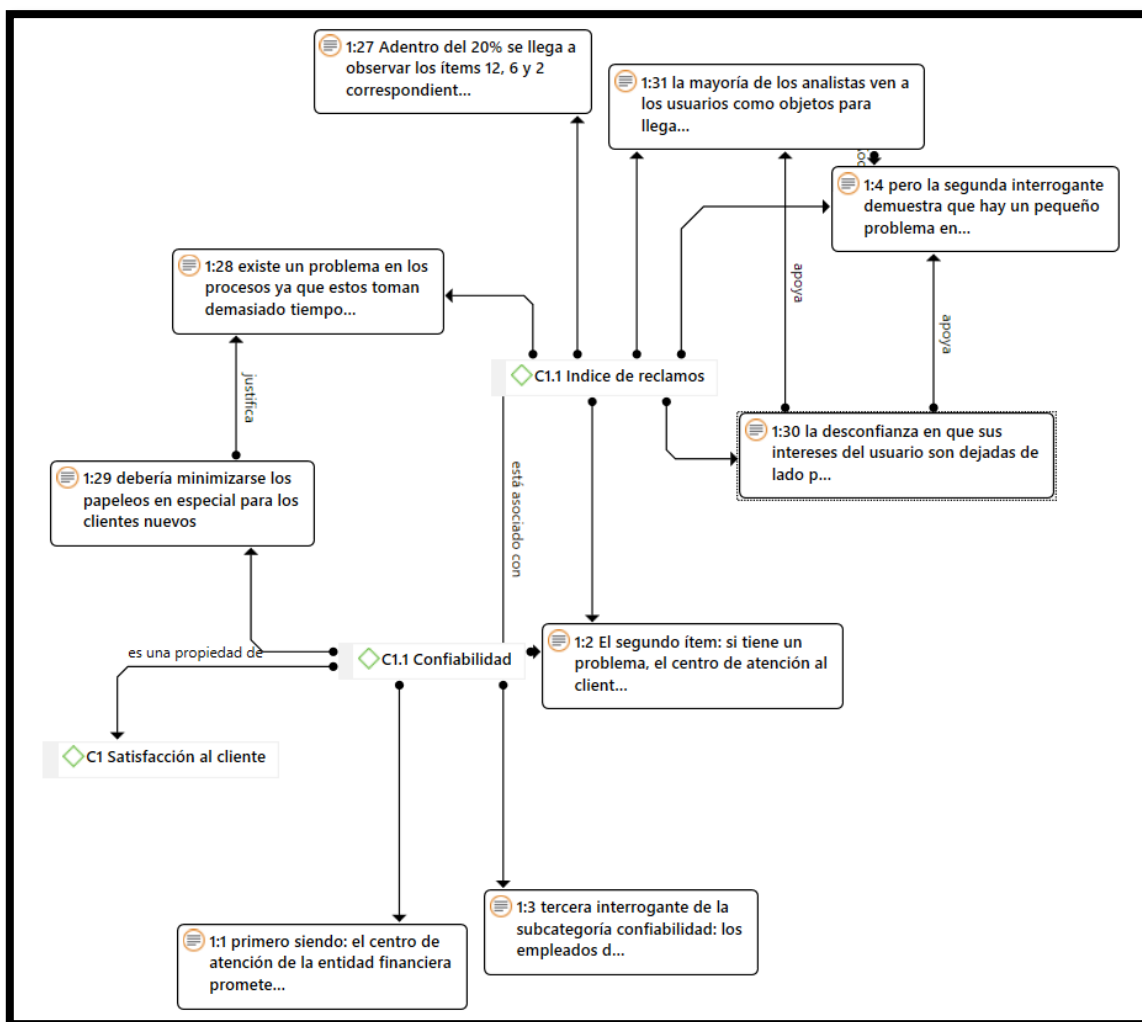 1:27 Adentro del 20% se llega a
observar los ítems 12, 6 y 2
correspondient...
1:31 la mayoría de los analistas ven a
los usuarios como objetos para
llega...
1:4 pero la segunda interrogante
demuestra que hay un pequeño
problema en...
1:28 existe un problema en los
procesos ya que estos toman
demasiado tiempo...
apoya
apoya
justifica
C1.1 Indice de reclamos
1:30 la desconfianza en que sus
intereses del usuario son dejadas de
lado p...
1:29 debería minimizarse los
papeleos en especial para los
clientes nuevos
está asociado con
es una propiedad de
C1.1 Confiabilidad
1:2 El segundo ítem: si tiene un
problema, el centro de atención al
client...
C1 Satisfacción al cliente
1:3 tercera interrogante de la
subcategoría confiabilidad: los
empleados d...
1:1 primero siendo: el centro de
atención de la entidad financiera
promete...